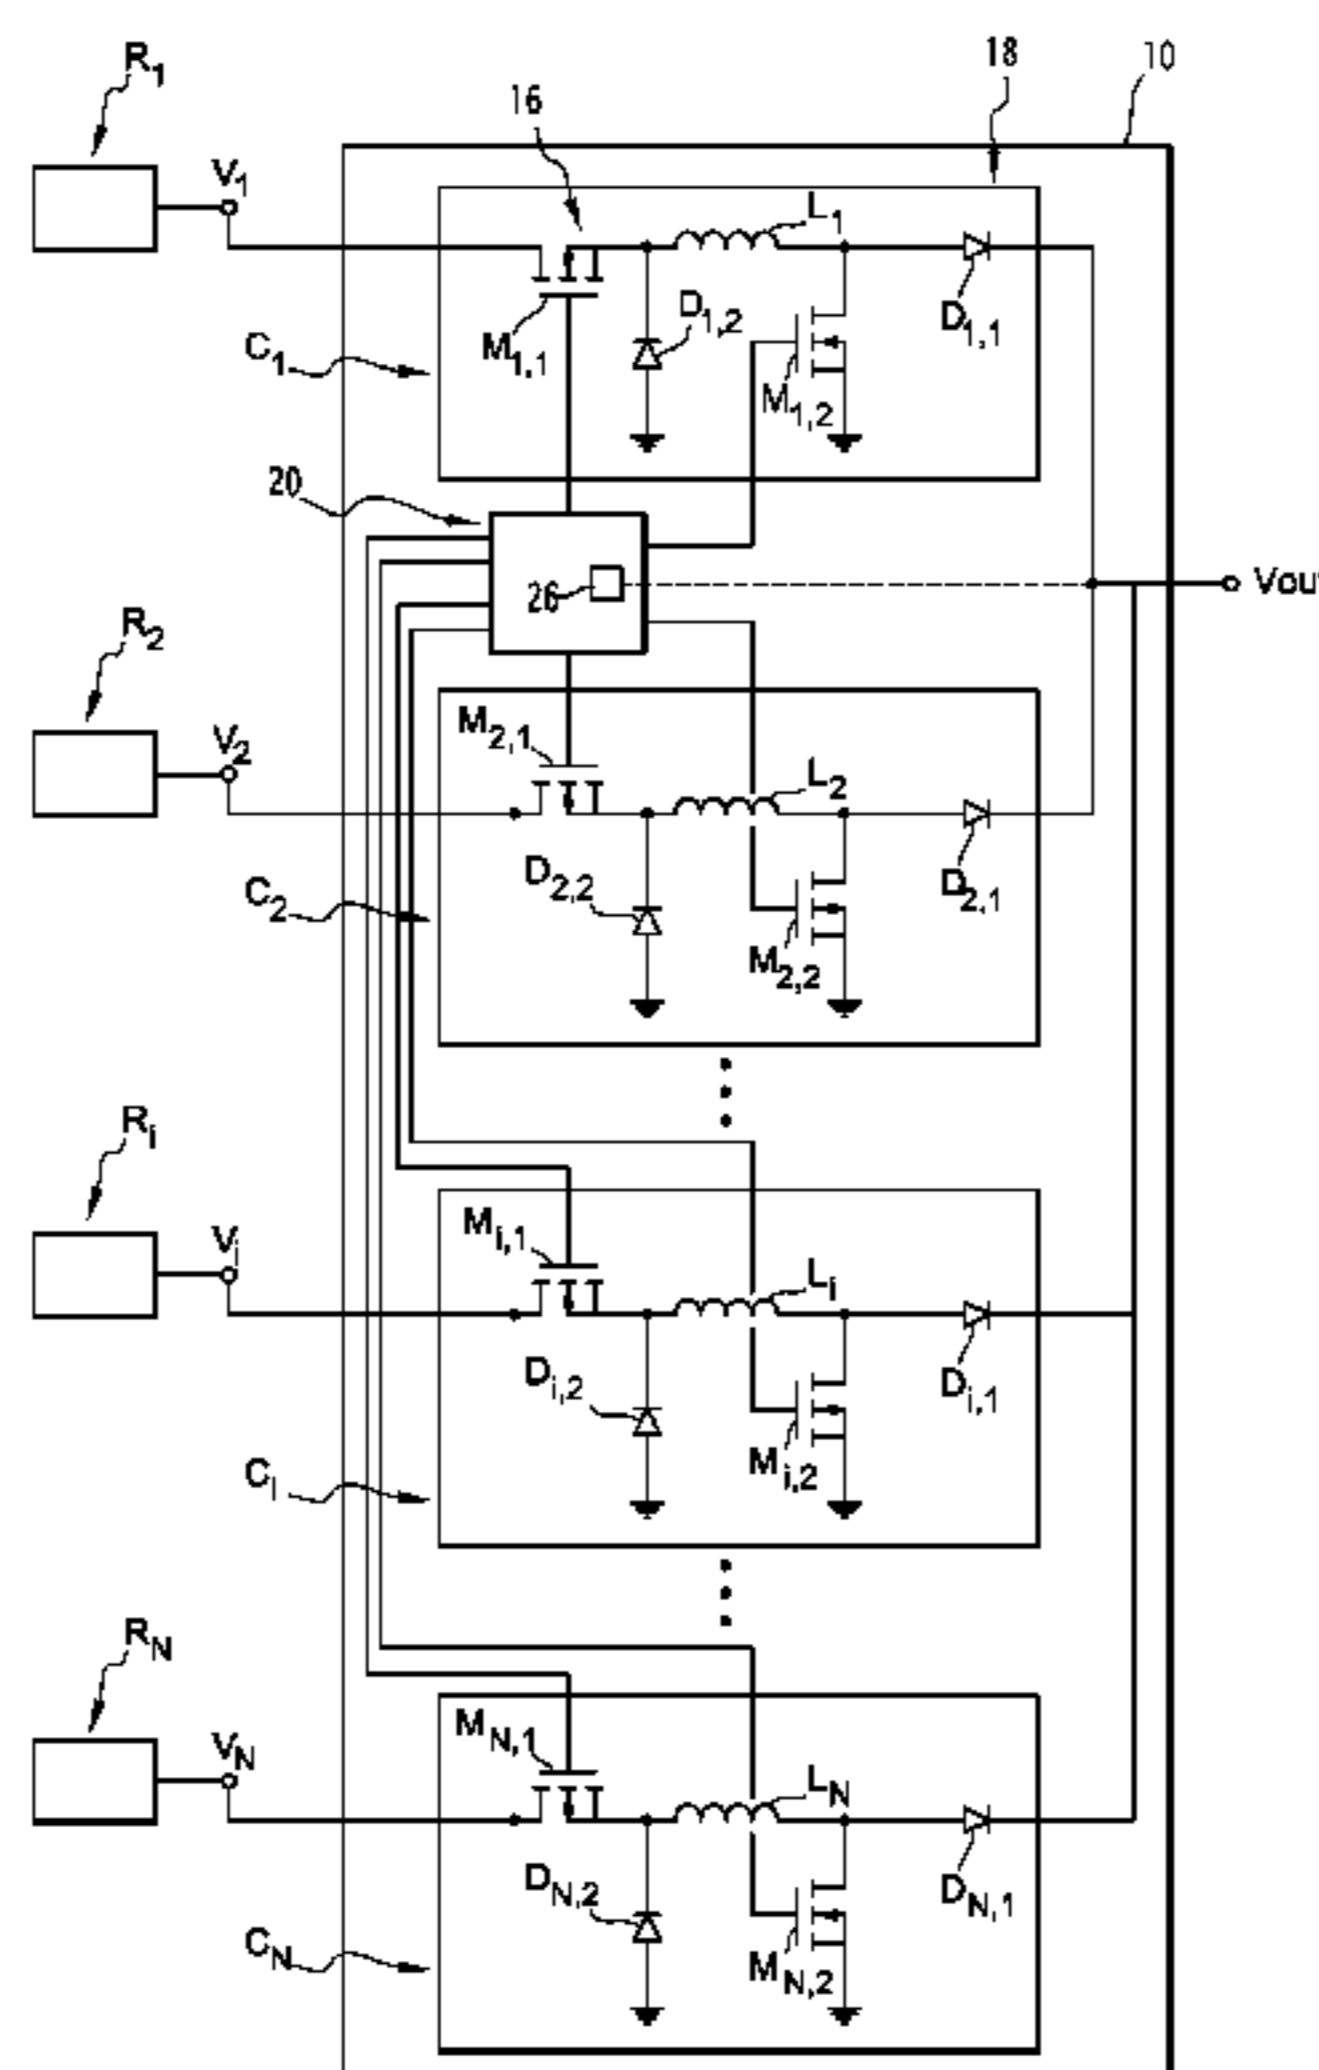 R1
16
18
10
V1
L1
D1,2
D1,1
C1
M1,1
M1,2
20
26
Vou
R2
M2,1
V2
L2
D2,2
D2,1
C2
M2,2
Ri
Mi,1
Vi
Li
Di,2
Di,1
Ci
Mi,2
RN
MN,1
VN
LN
DN,2
DN,1
CN
MN,2